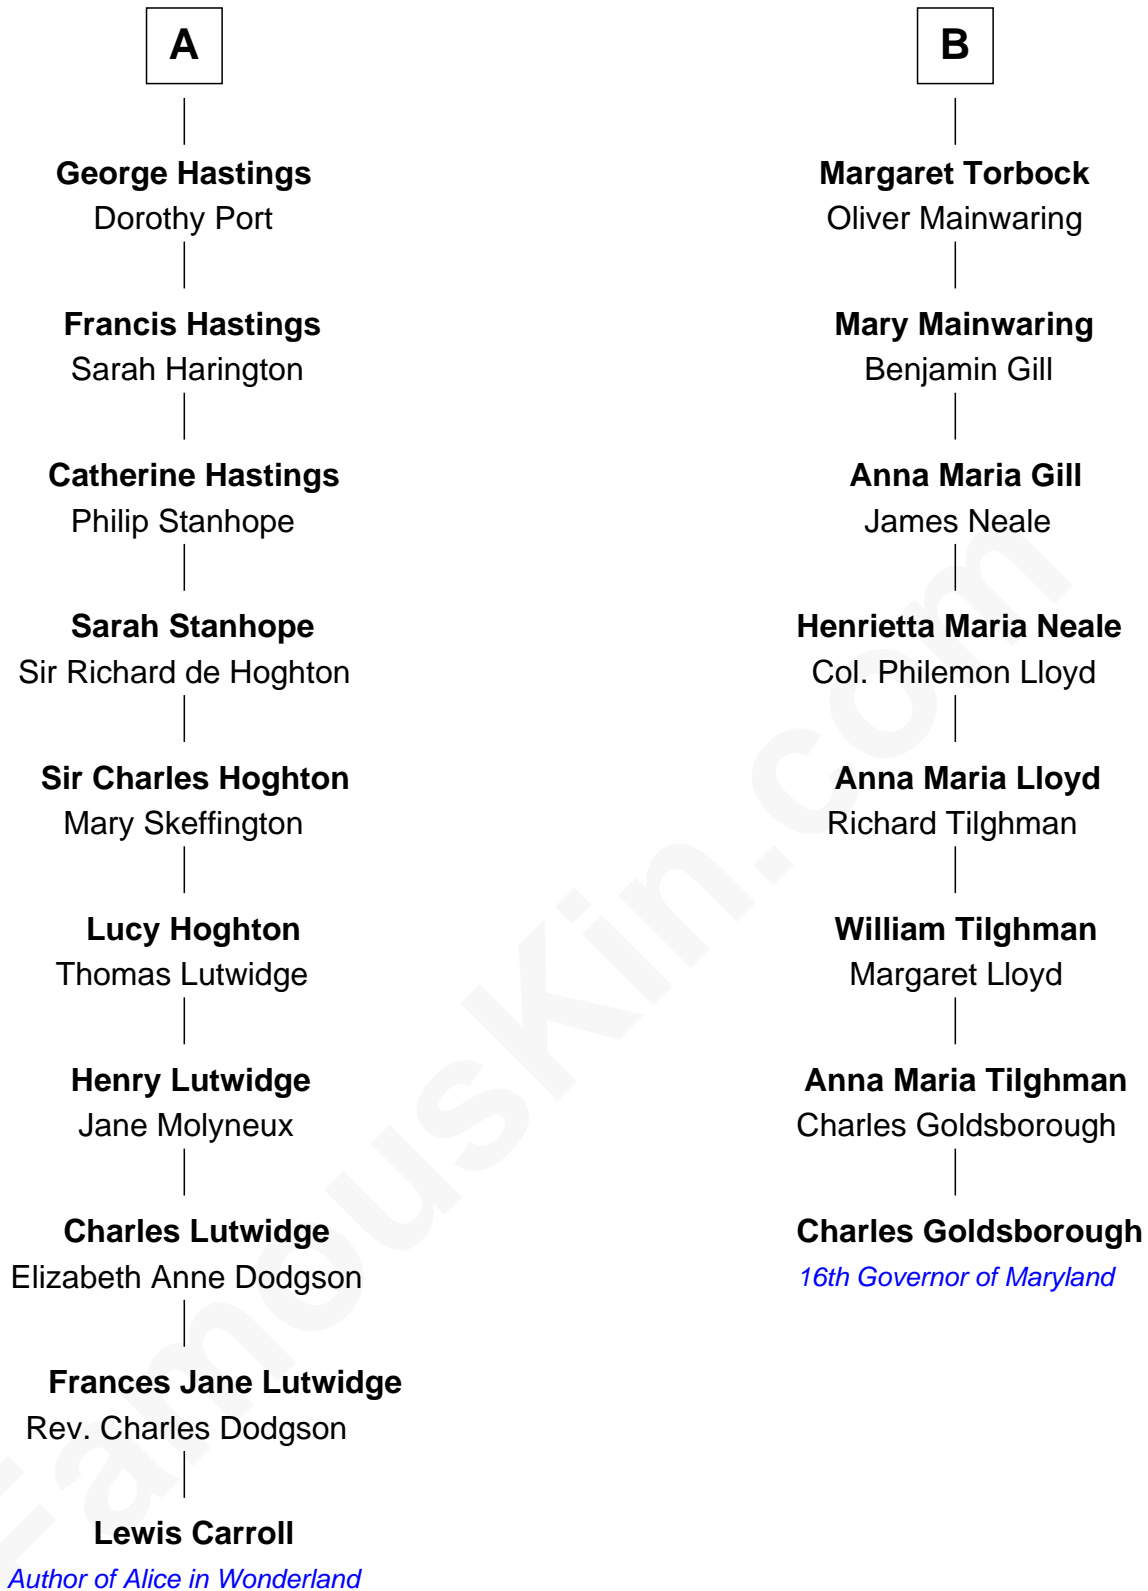 A
George Hastings
Dorothy Port
Francis Hastings
Sarah Harington
Catherine Hastings
Philip Stanhope
Sarah Stanhope
Sir Richard de Hoghton
Sir Charles Hoghton
Mary Skeffington
Lucy Hoghton
Thomas Lutwidge
Henry Lutwidge
Jane Molyneux
Charles Lutwidge
Elizabeth Anne Dodgson
Frances Jane Lutwidge
Rev. Charles Dodgson
Lewis Carroll
Author of Alice in Wonderland
B
Margaret Torbock
Oliver Mainwaring
Mary Mainwaring
Benjamin Gill
Anna Maria Gill
James Neale
Henrietta Maria Neale
Col. Philemon Lloyd
Anna Maria Lloyd
Richard Tilghman
William Tilghman
Margaret Lloyd
Anna Maria Tilghman
Charles Goldsborough
Charles Goldsborough
16th Governor of Maryland
FamousKin.com